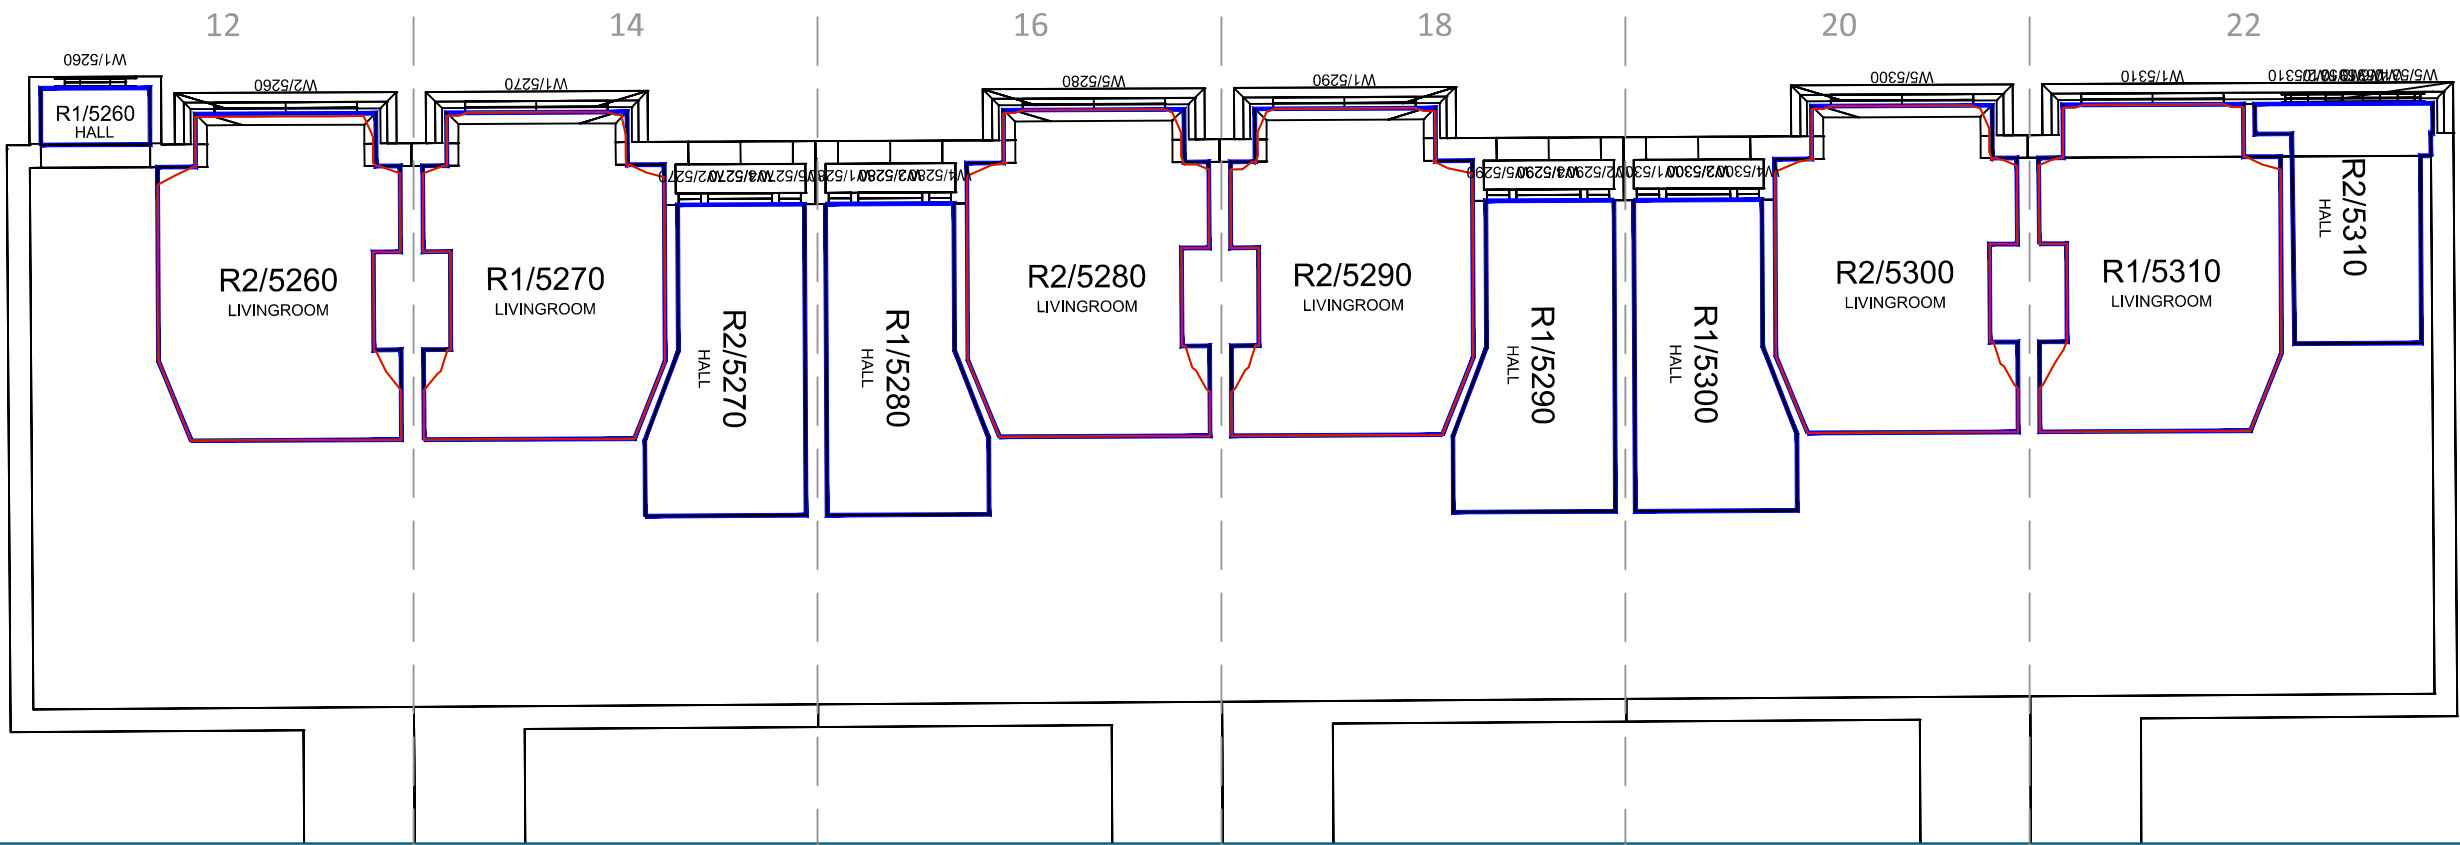 12 14 16 18 20 22
W1/5260
W2/5260
W1/5270
W5/5280
W1/5290
W5/5300
W1/5310
R1/5260
HALL
R2/5260
LIVINGROOM
R1/5270
LIVINGROOM
R2/5270
HALL
R1/5280
HALL
R2/5280
LIVINGROOM
R2/5290
LIVINGROOM
R1/5290
HALL
R1/5300
HALL
R2/5300
LIVINGROOM
R1/5310
LIVINGROOM
R2/5310
HALL